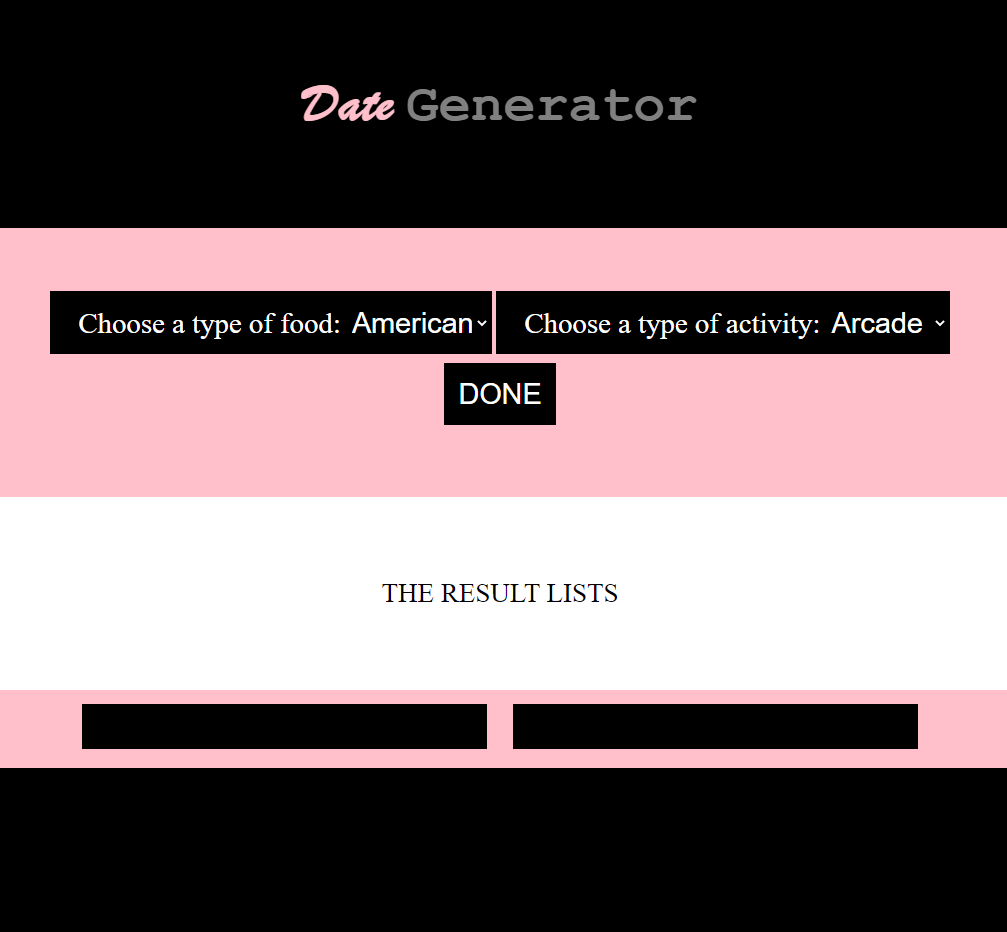 Date Generator
Choose a type of food: American Choose a type of activity: Arcade
DONE
THE RESULT LISTS